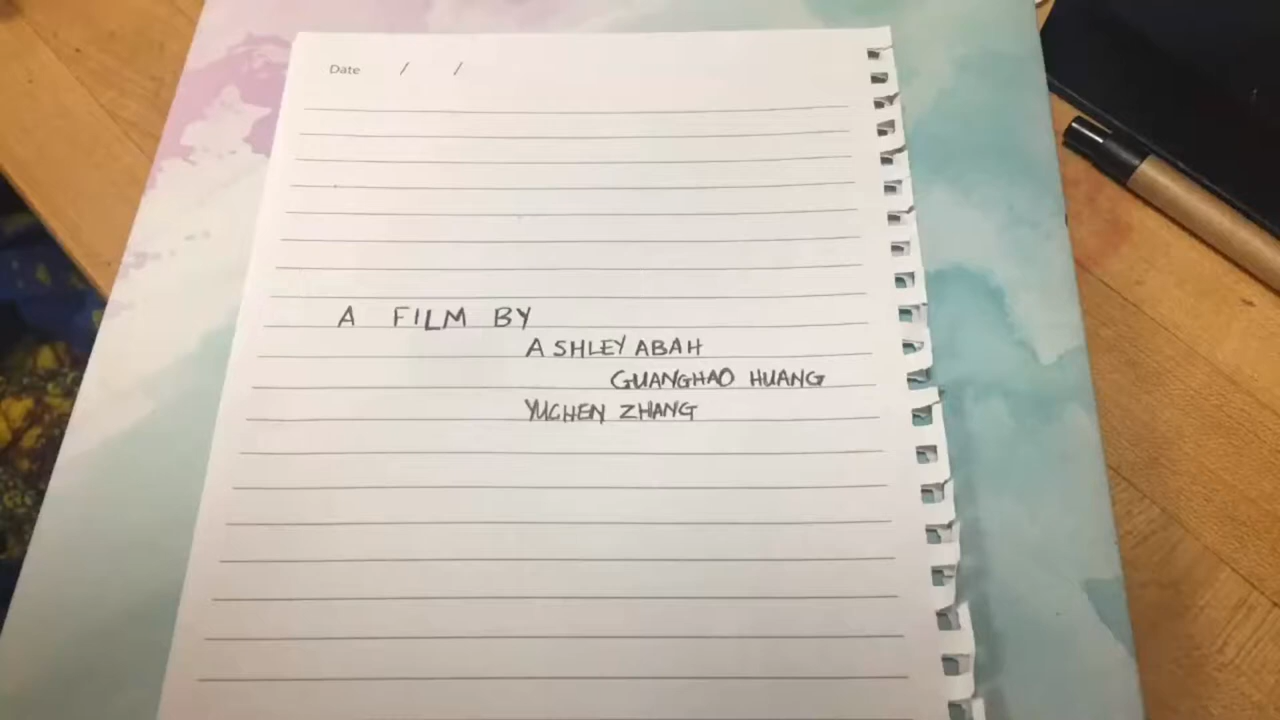 Date / /
A FILM BY
ASHLEY ABAH
GUANGHAO HUANG
YUCHEN ZHANG